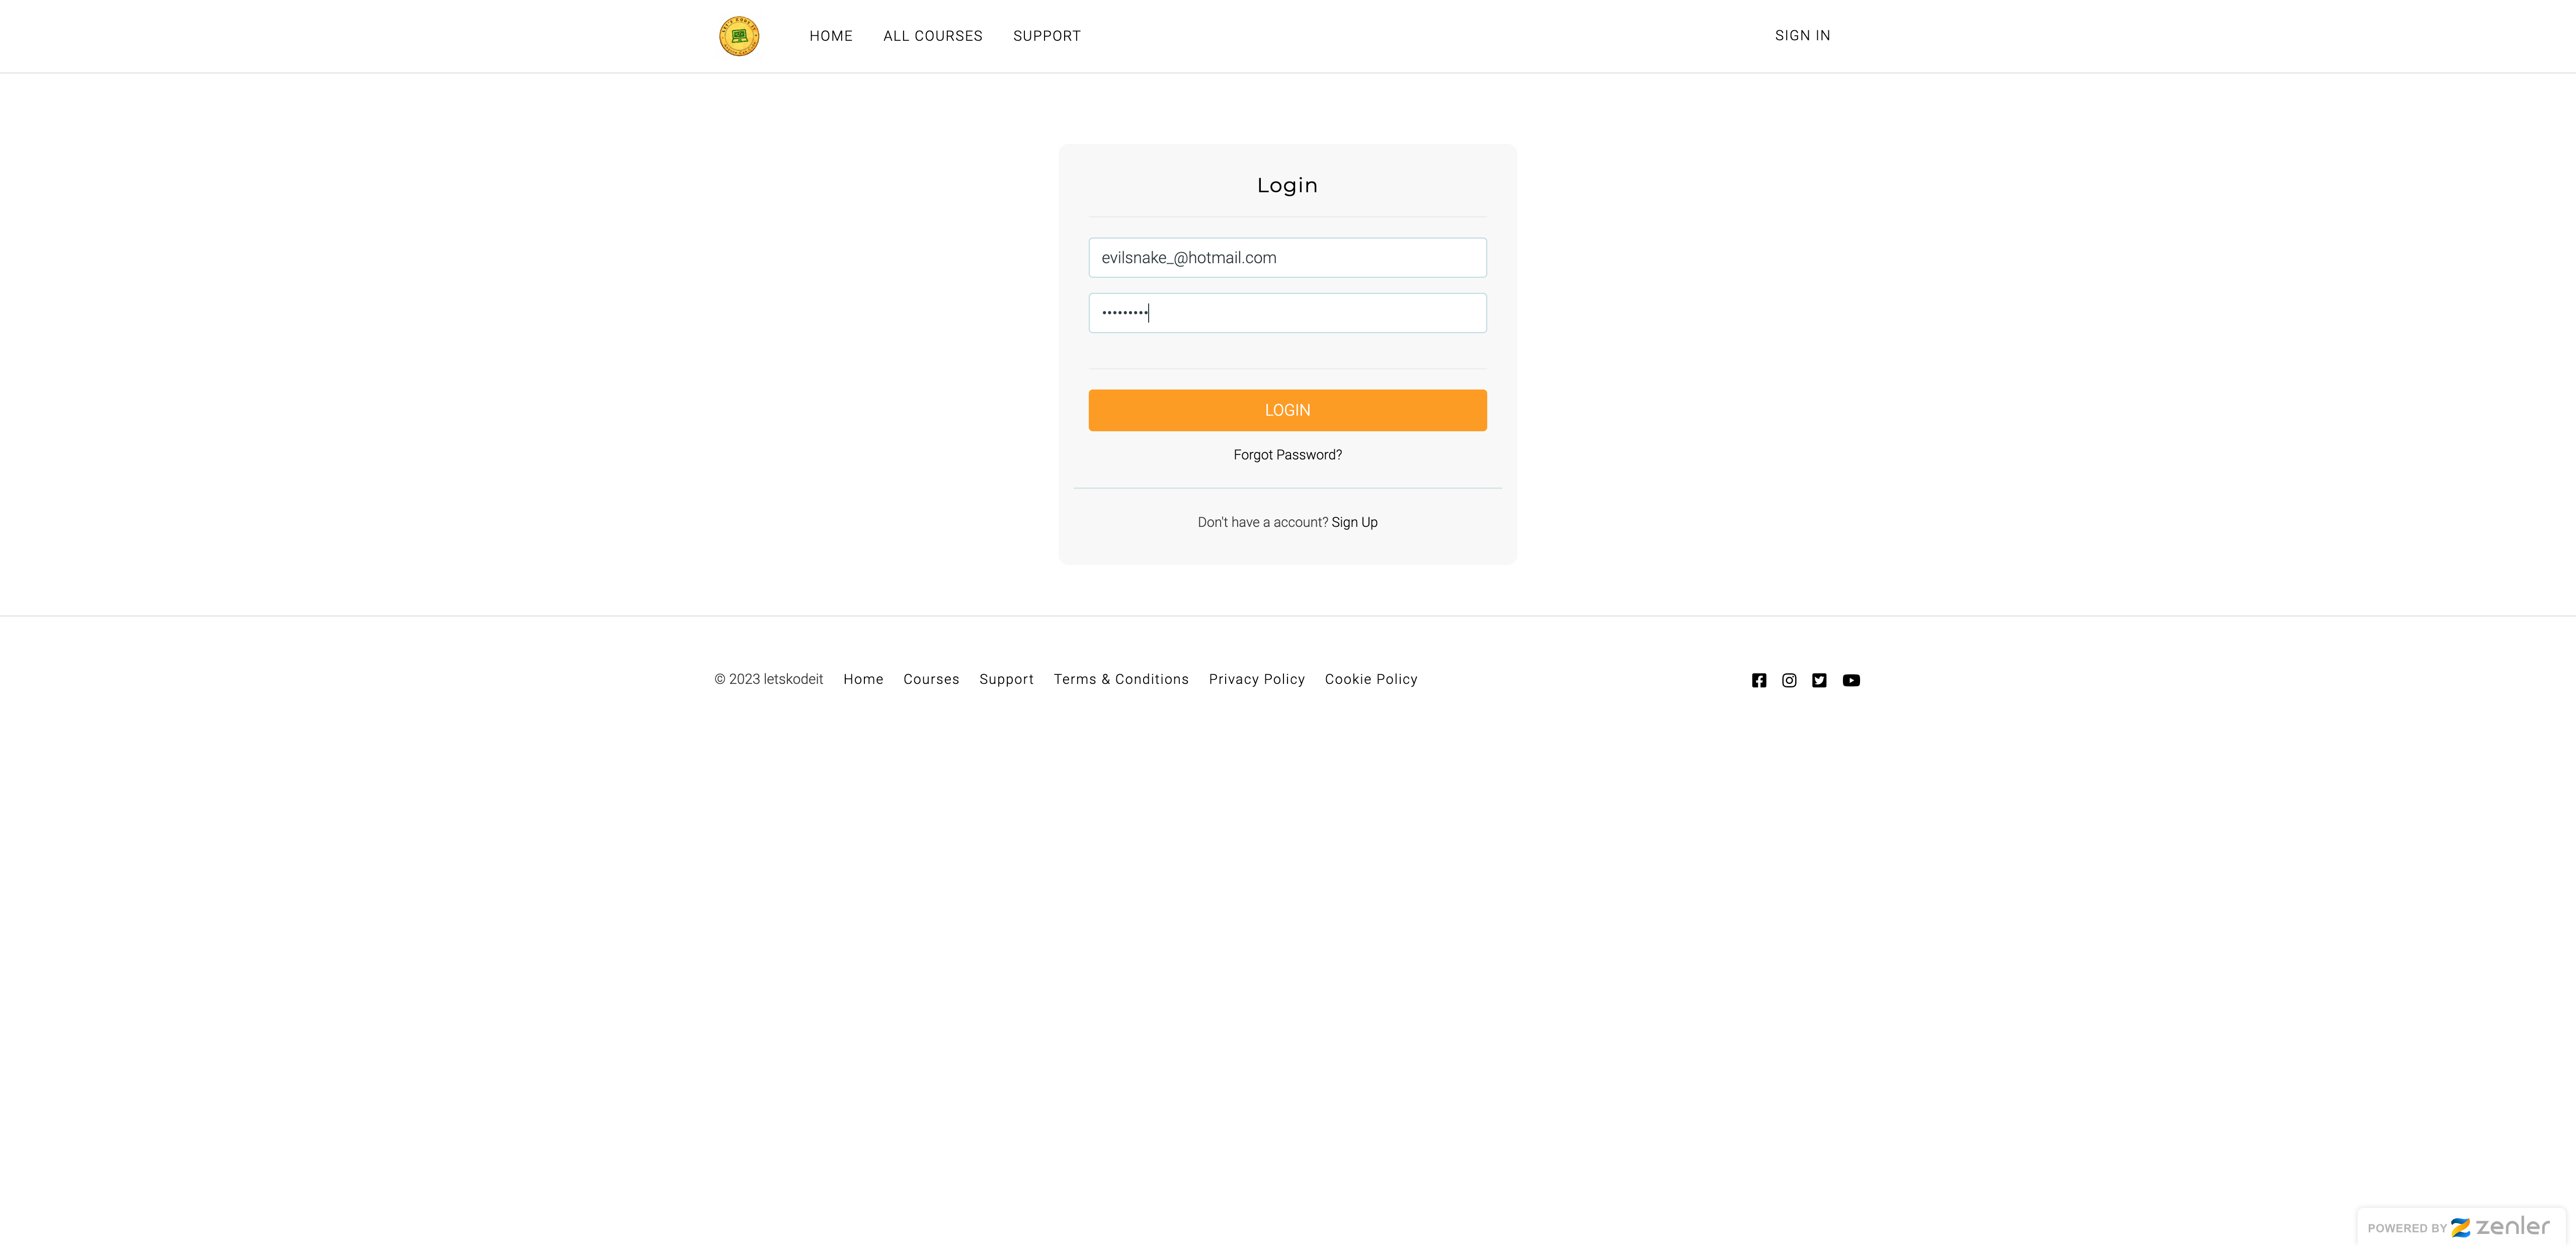 HOME ALL COURSES SUPPORT SIGN IN
Login
evilsnake_@hotmail.com
•••••••••
LOGIN
Forgot Password?
Don't have a account? Sign Up
© 2023 letskodeit Home Courses Support Terms & Conditions Privacy Policy Cookie Policy
POWERED BY zenler